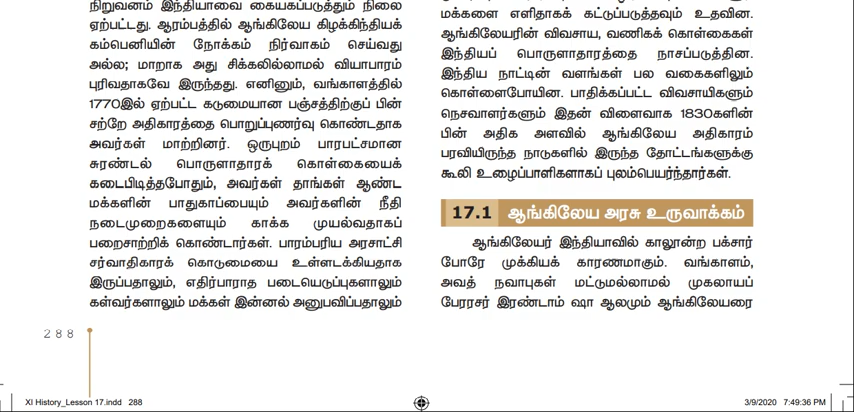 நிறுவனம் இந்தியாவை கையகப்படுத்தும் நிலை
ஏற்பட்டது. ஆரம்பத்தில் ஆங்கிலேய கிழக்கிந்தியக்
கம்பெனியின் நோக்கம் நிர்வாகம் செய்வது
அல்ல; மாறாக அது சிக்கலில்லாமல் வியாபாரம்
புரிவதாகவே இருந்தது. எனினும், வங்காளத்தில்
1770இல் ஏற்பட்ட கடுமையான பஞ்சத்திற்குப் பின்
சற்றே அதிகாரத்தை பொறுப்புணர்வு கொண்டதாக
அவர்கள் மாற்றினர். ஒருபுறம் பாரபட்சமான
சுரண்டல் பொருளாதாரக் கொள்கையைக்
கடைபிடித்தபோதும், அவர்கள் தாங்கள் ஆண்ட
மக்களின் பாதுகாப்பையும் அவர்களின் நீதி
நடைமுறைகளையும் காக்க முயல்வதாகப்
பறைசாற்றிக் கொண்டார்கள். பாரம்பரிய அரசாட்சி
சர்வாதிகாரக் கொடுமையை உள்ளடக்கியதாக
இருப்பதாலும், எதிர்பாராத படையெடுப்புகளாலும்
கள்வர்களாலும் மக்கள் இன்னல் அனுபவிப்பதாலும்
மக்களை எளிதாகக் கட்டுப்படுத்தவும் உதவின.
ஆங்கிலேயரின் விவசாய, வணிகக் கொள்கைகள்
இந்தியப் பொருளாதாரத்தை நாசப்படுத்தின.
இந்திய நாட்டின் வளங்கள் பல வகைகளிலும்
கொள்ளைபோயின. பாதிக்கப்பட்ட விவசாயிகளும்
நெசவாளர்களும் இதன் விளைவாக 1830களின்
பின் அதிக அளவில் ஆங்கிலேய அதிகாரம்
பரவியிருந்த நாடுகளில் இருந்த தோட்டங்களுக்கு
கூலி உழைப்பாளிகளாகப் புலம்பெயர்ந்தார்கள்.
17.1 ஆங்கிலேய அரசு உருவாக்கம்
ஆங்கிலேயர் இந்தியாவில் காலூன்ற பக்சார்
போரே முக்கியக் காரணமாகும். வங்காளம்,
அவத் நவாபுகள் மட்டுமல்லாமல் முகலாயப்
பேரரசர் இரண்டாம் ஷா ஆலமும் ஆங்கிலேயரை
288
XI History_Lesson 17.indd 288
3/9/2020 7:49:36 PM